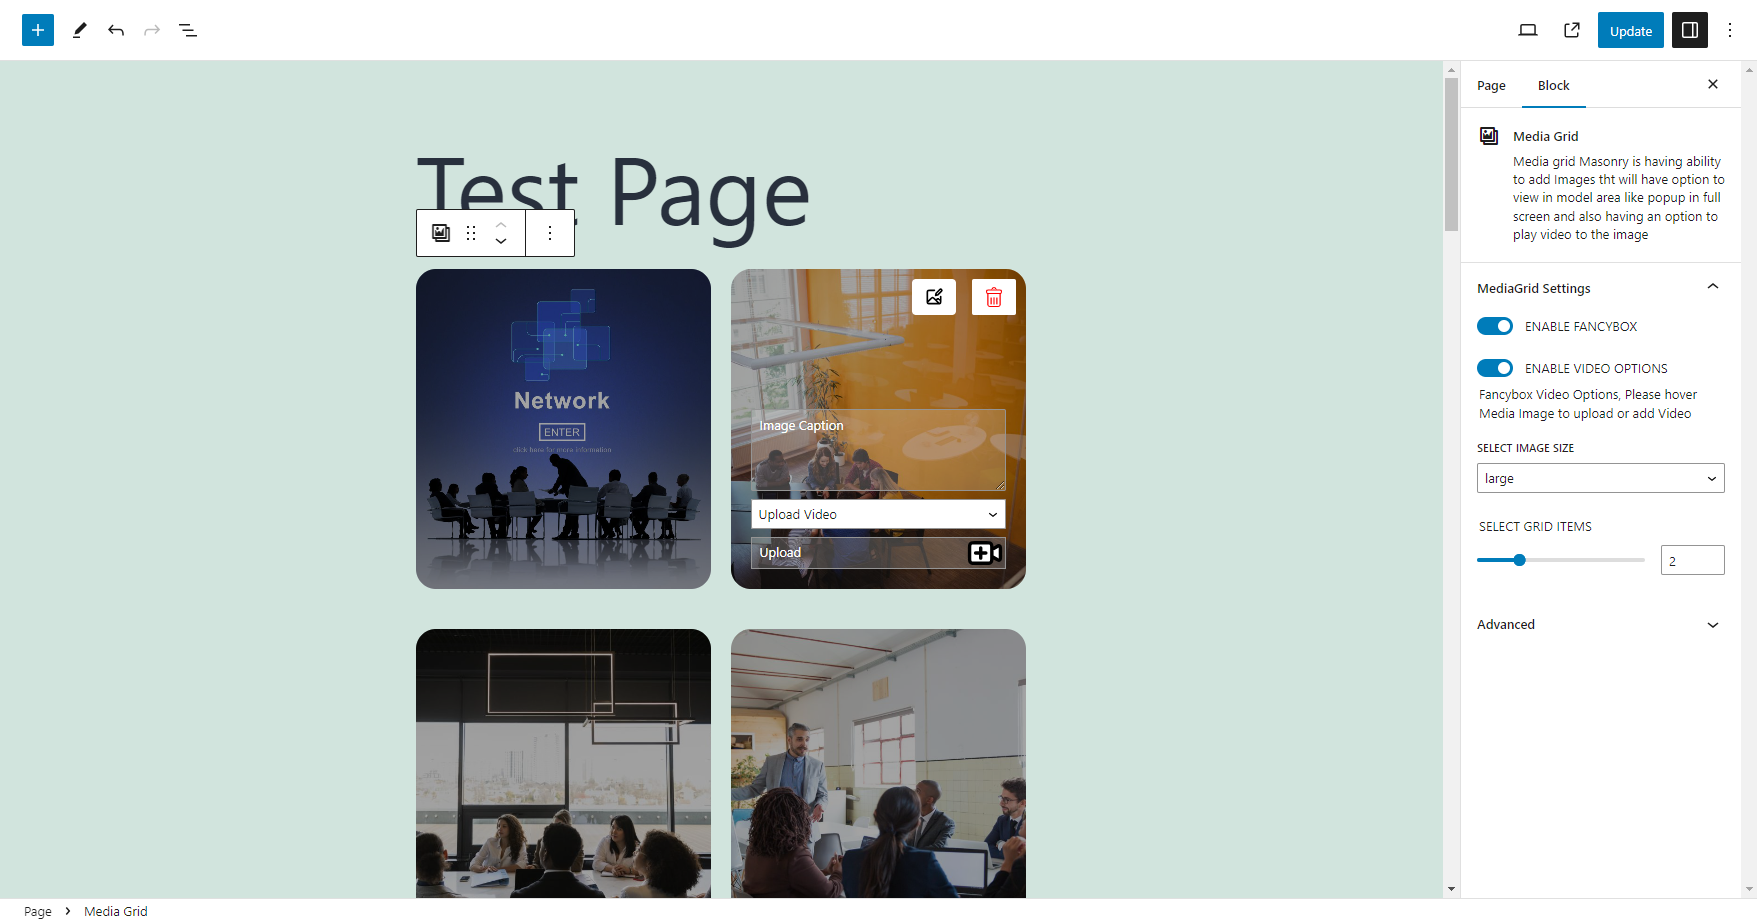 Update
Test Page
Network
ENTER
click here for more information
Image Caption
Upload Video
Upload
Page
Block
Media Grid
Media grid Masonry is having ability
to add Images tht will have option to
view in model area like popup in full
screen and also having an option to
play video to the image
MediaGrid Settings
ENABLE FANCYBOX
ENABLE VIDEO OPTIONS
Fancybox Video Options, Please hover
Media Image to upload or add Video
SELECT IMAGE SIZE
large
SELECT GRID ITEMS
2
Advanced
Page
Media Grid